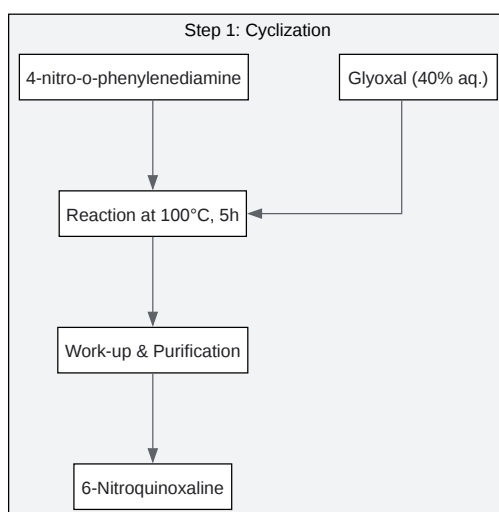 Step 1: Cyclization
4-nitro-o-phenylenediamine
Glyoxal (40% aq.)
Reaction at 100°C, 5h
Work-up & Purification
6-Nitroquinoxaline